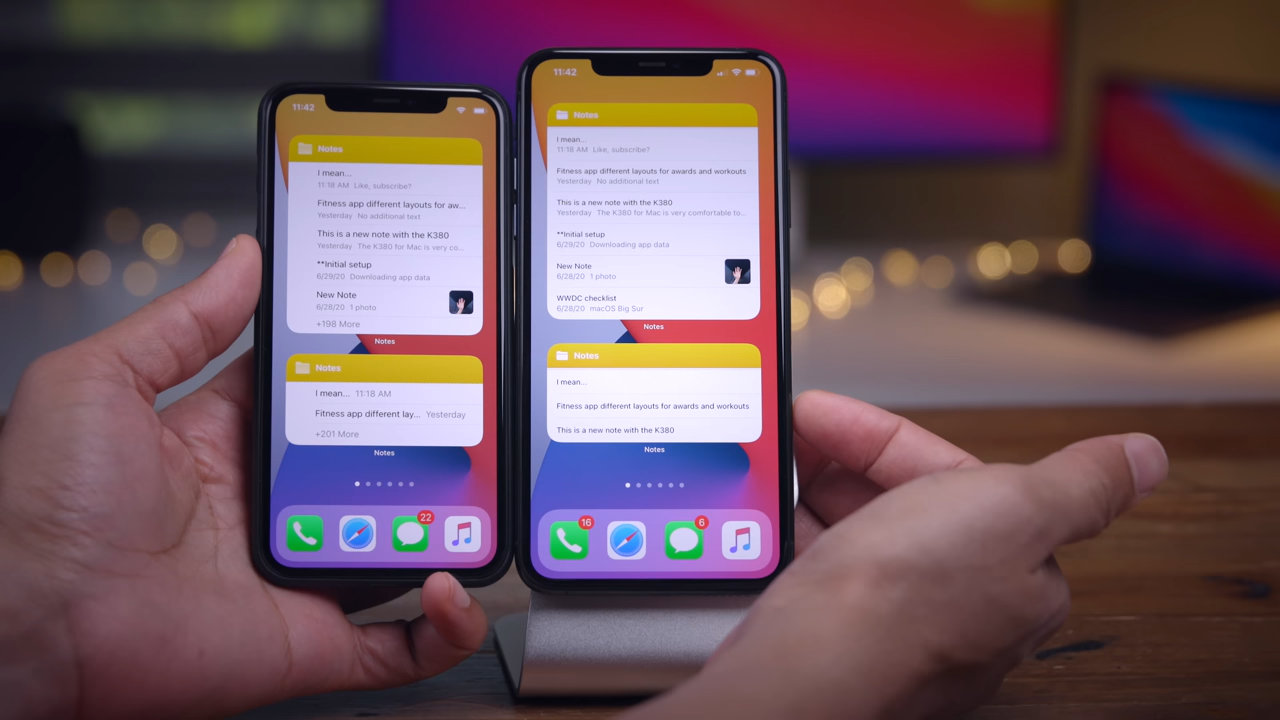 11:42
Notes
I mean...
11:18 AM Like, subscribe?
Fitness app different layouts for aw...
Yesterday No additional text
This is a new note with the K380
Yesterday The K380 for Mac is very co...
**Initial setup
6/29/20 Downloading app data
New Note
6/28/20 1 photo
+198 More
Notes
Notes
I mean... 11:18 AM
Fitness app different lay... Yesterday
+201 More
Notes
22
11:42
Notes
I mean...
11:18 AM Like, subscribe?
Fitness app different layouts for awards and workouts
Yesterday No additional text
This is a new note with the K380
Yesterday The K380 for Mac is very comfortable to...
**Initial setup
6/29/20 Downloading app data
New Note
6/28/20 1 photo
WWDC checklist
6/28/20 macOS Big Sur
Notes
Notes
I mean...
Fitness app different layouts for awards and workouts
This is a new note with the K380
Notes
16
6